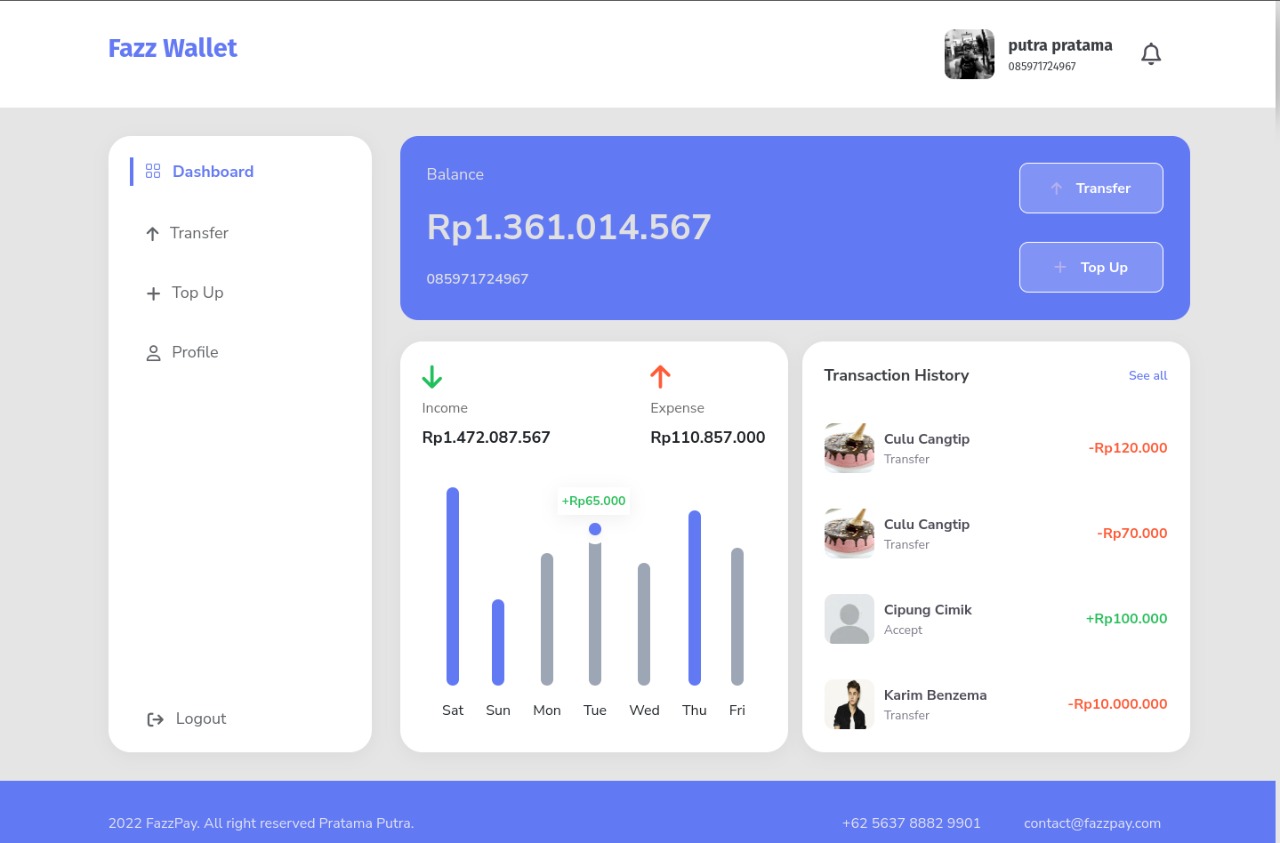 Fazz Wallet
putra pratama
085971724967
Dashboard
Transfer
Top Up
Profile
Logout
Balance
Rp1.361.014.567
085971724967
Transfer
Top Up
Income
Rp1.472.087.567
Expense
Rp110.857.000
+Rp65.000
Sat Sun Mon Tue Wed Thu Fri
Transaction History
See all
Culu Cangtip
Transfer
-Rp120.000
Culu Cangtip
Transfer
-Rp70.000
Cipung Cimik
Accept
+Rp100.000
Karim Benzema
Transfer
-Rp10.000.000
2022 FazzPay. All right reserved Pratama Putra.
+62 5637 8882 9901
contact@fazzpay.com